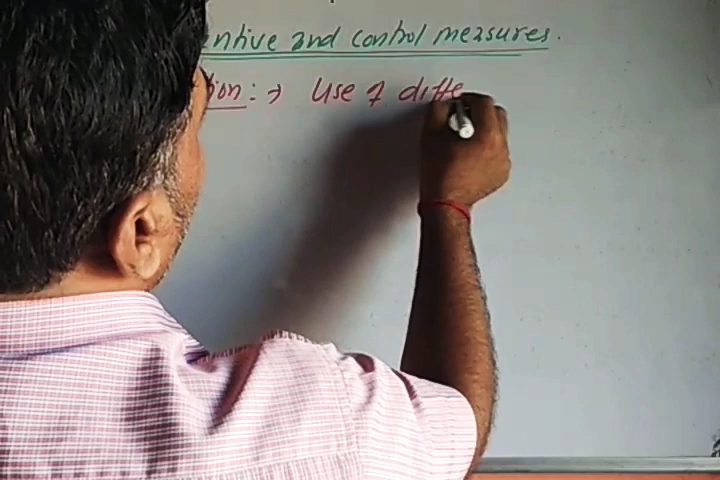 entive and control measures.
tion :→ Use of diffe